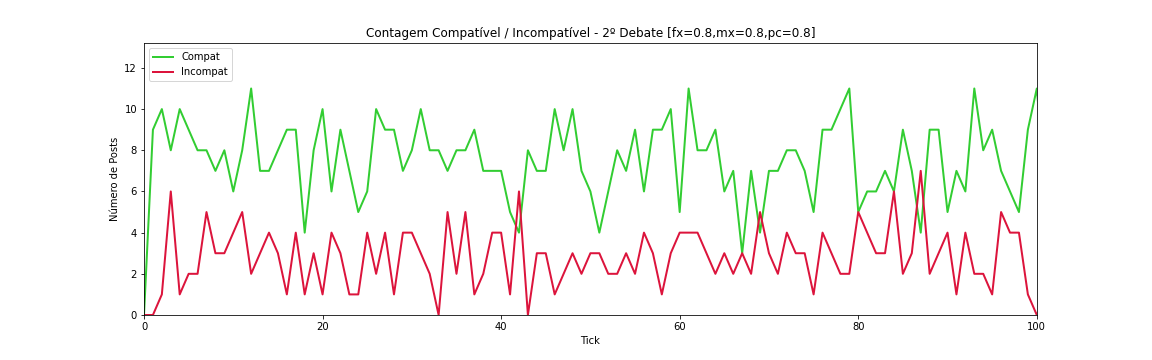 Contagem Compatível / Incompatível - 2º Debate [fx=0.8,mx=0.8,pc=0.8]
Compat
Incompat
12
10
8
6
4
2
0
Número de Posts
0 20 40 60 80 100
Tick